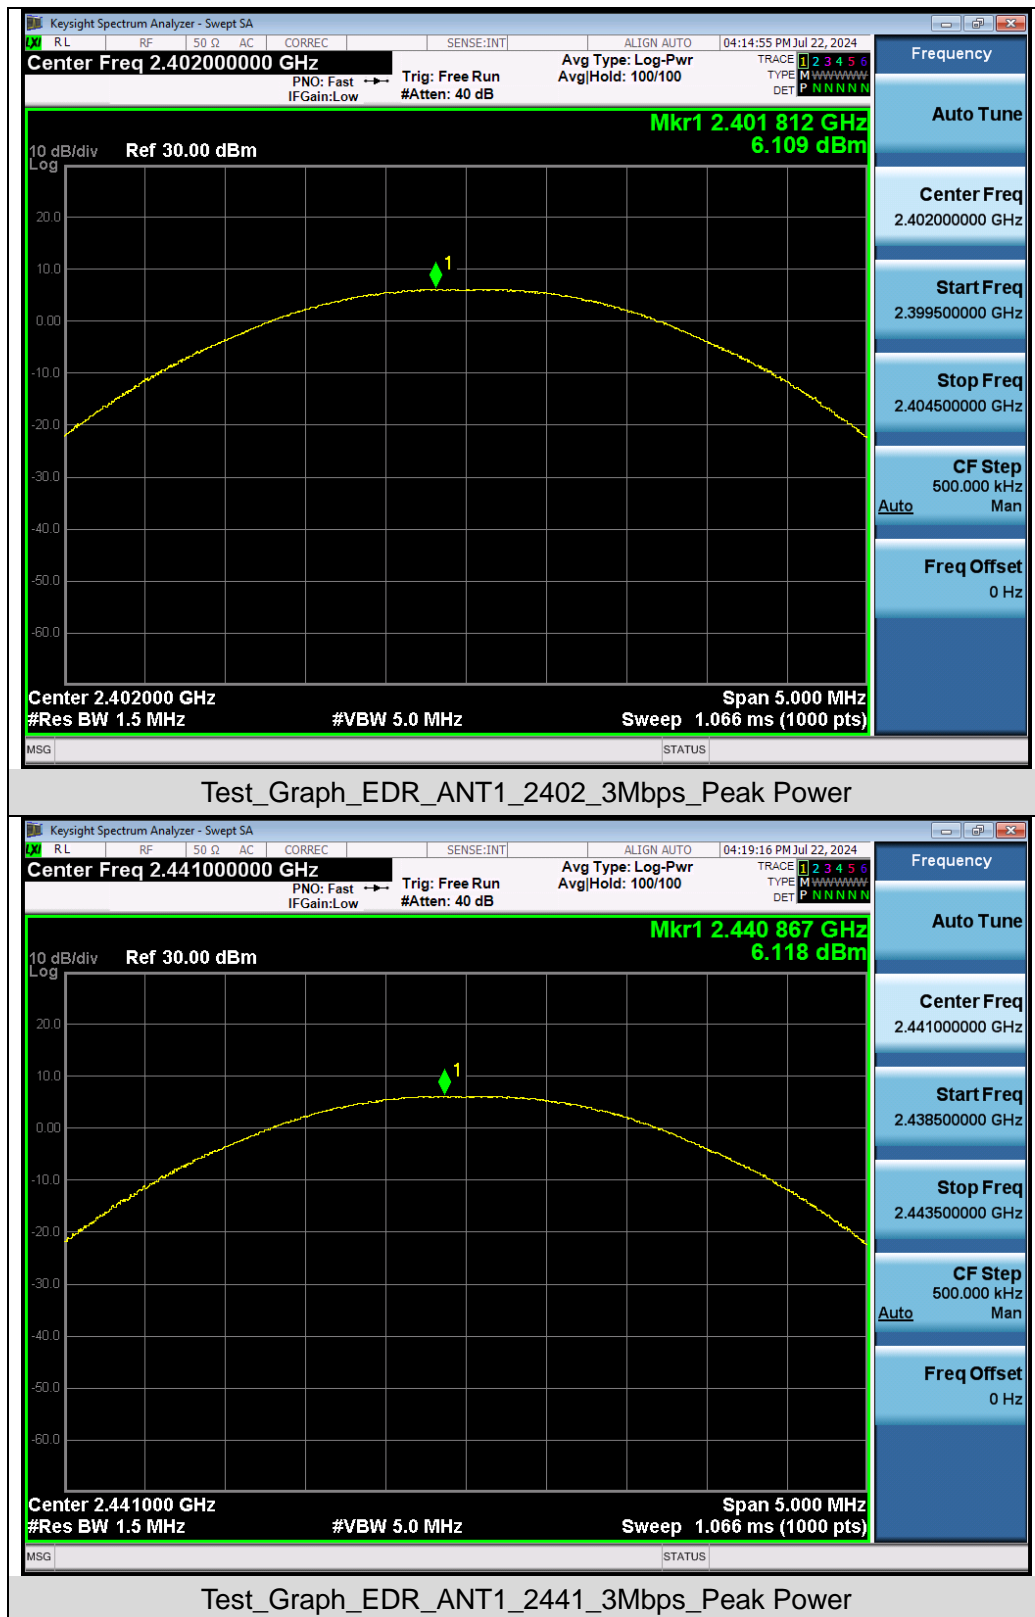 Keysight Spectrum Analyzer - Swept SA
LXI RL RF 50 Ω AC CORREC SENSE:INT ALIGN AUTO 04:14:55 PM Jul 22, 2024
Center Freq 2.402000000 GHz
PNO: Fast
IFGain:Low
Trig: Free Run
#Atten: 40 dB
Avg Type: Log-Pwr
Avg|Hold: 100/100
TRACE 1 2 3 4 5 6
TYPE M WWWWW
DET P N N N N N
Mkr1 2.401 812 GHz
6.109 dBm
10 dB/div Ref 30.00 dBm
Log
20.0
10.0
0.00
-10.0
-20.0
-30.0
-40.0
-50.0
-60.0
1
Center 2.402000 GHz Span 5.000 MHz
#Res BW 1.5 MHz #VBW 5.0 MHz Sweep 1.066 ms (1000 pts)
MSG STATUS
Frequency
Auto Tune
Center Freq
2.402000000 GHz
Start Freq
2.399500000 GHz
Stop Freq
2.404500000 GHz
CF Step
500.000 kHz
Auto Man
Freq Offset
0 Hz
Test_Graph_EDR_ANT1_2402_3Mbps_Peak Power
Keysight Spectrum Analyzer - Swept SA
LXI RL RF 50 Ω AC CORREC SENSE:INT ALIGN AUTO 04:19:16 PM Jul 22, 2024
Center Freq 2.441000000 GHz
PNO: Fast
IFGain:Low
Trig: Free Run
#Atten: 40 dB
Avg Type: Log-Pwr
Avg|Hold: 100/100
TRACE 1 2 3 4 5 6
TYPE M WWWWW
DET P N N N N N
Mkr1 2.440 867 GHz
6.118 dBm
10 dB/div Ref 30.00 dBm
Log
20.0
10.0
0.00
-10.0
-20.0
-30.0
-40.0
-50.0
-60.0
1
Center 2.441000 GHz Span 5.000 MHz
#Res BW 1.5 MHz #VBW 5.0 MHz Sweep 1.066 ms (1000 pts)
MSG STATUS
Frequency
Auto Tune
Center Freq
2.441000000 GHz
Start Freq
2.438500000 GHz
Stop Freq
2.443500000 GHz
CF Step
500.000 kHz
Auto Man
Freq Offset
0 Hz
Test_Graph_EDR_ANT1_2441_3Mbps_Peak Power